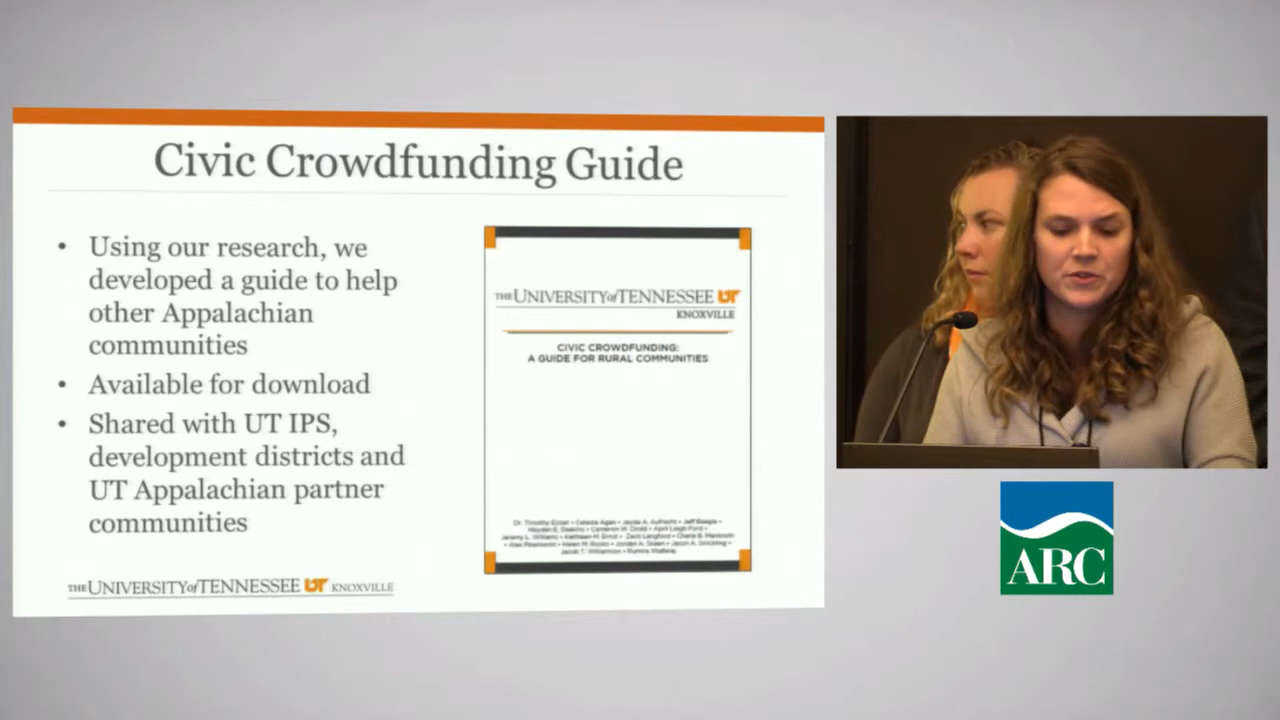 Civic Crowdfunding Guide
• Using our research, we
developed a guide to help
other Appalachian
communities
• Available for download
• Shared with UT IPS,
development districts and
UT Appalachian partner
communities
THE UNIVERSITY of TENNESSEE UT KNOXVILLE
THE UNIVERSITY of TENNESSEE UT
KNOXVILLE
CIVIC CROWDFUNDING:
A GUIDE FOR RURAL COMMUNITIES
ARC